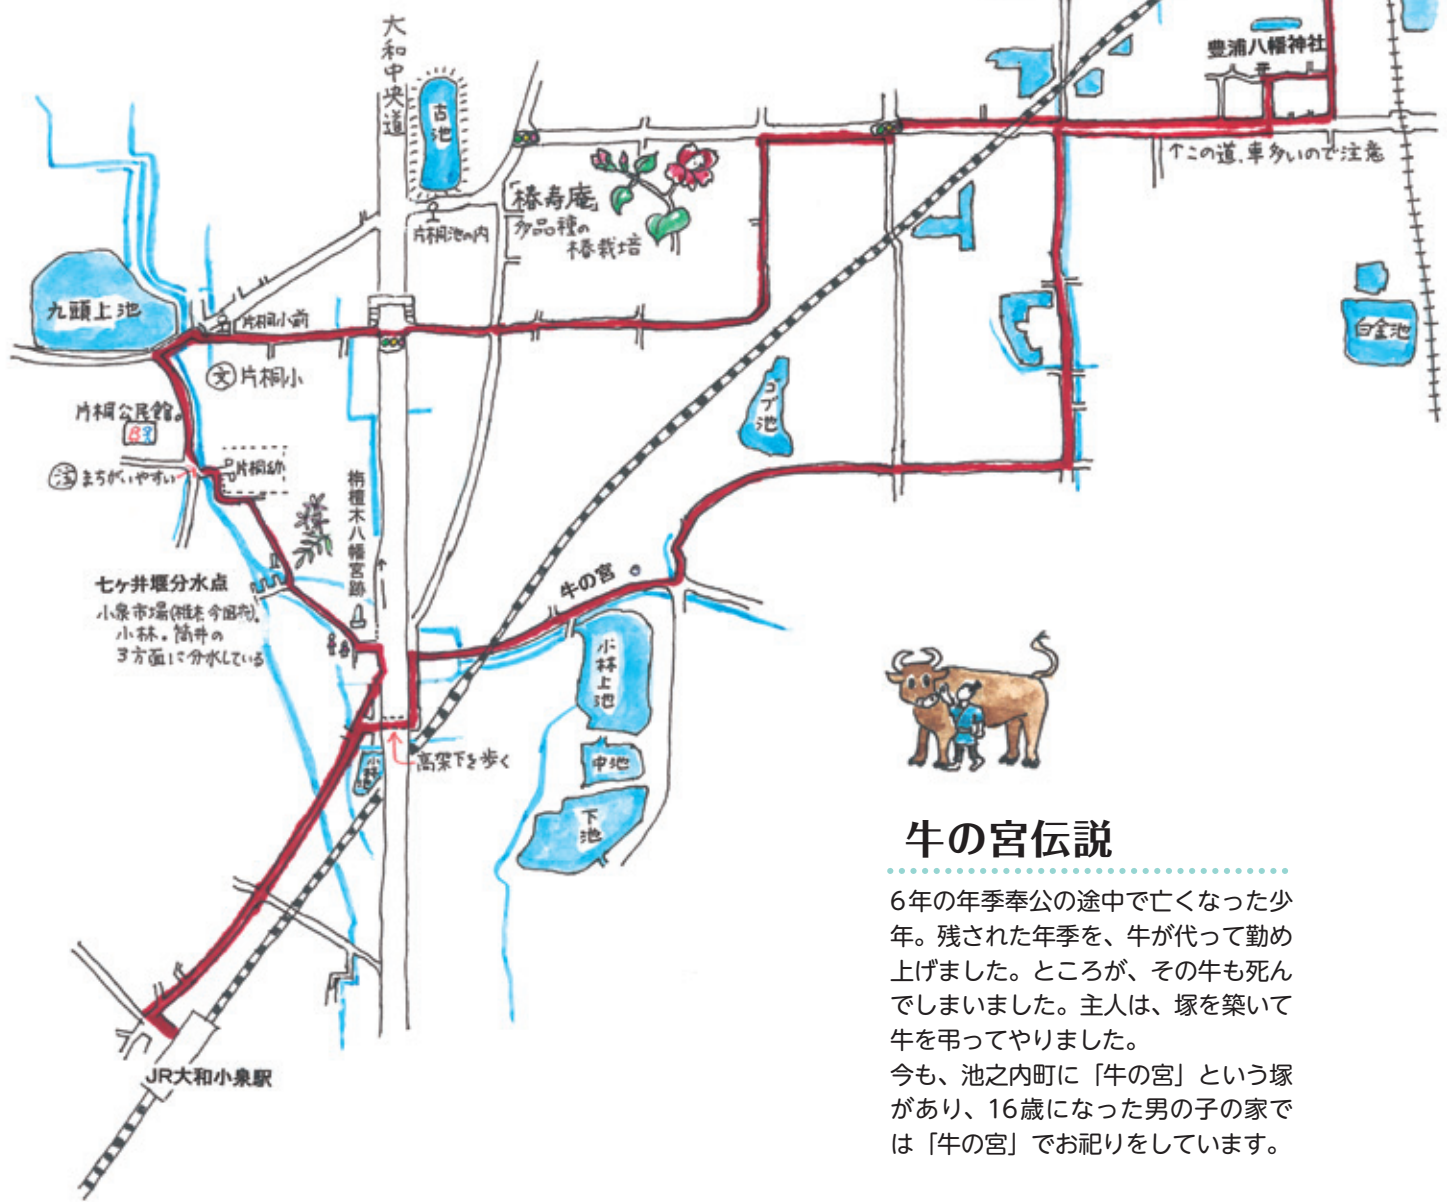 大和中央道
古池
豊浦八幡神社
↑この道、車多いので注意
「椿寿庵」
多品種の
椿栽培
片桐池の内
九頭上池
片桐小前
文 片桐小
白金池
コブ池
片桐公民館。
注 まちがいやすい
片桐幼
栴檀木八幡宮跡
牛の宮
七ヶ井堰分水点
小泉市場(椎木今国府)。
小林。筒井の
3方面に分水している
小林上池
中池
下池
小林池
高架下を歩く
JR大和小泉駅
牛の宮伝説
6年の年季奉公の途中で亡くなった少
年。残された年季を、牛が代って勤め
上げました。ところが、その牛も死ん
でしまいました。主人は、塚を築いて
牛を弔ってやりました。
今も、池之内町に「牛の宮」という塚
があり、16歳になった男の子の家で
は「牛の宮」でお祀りをしています。